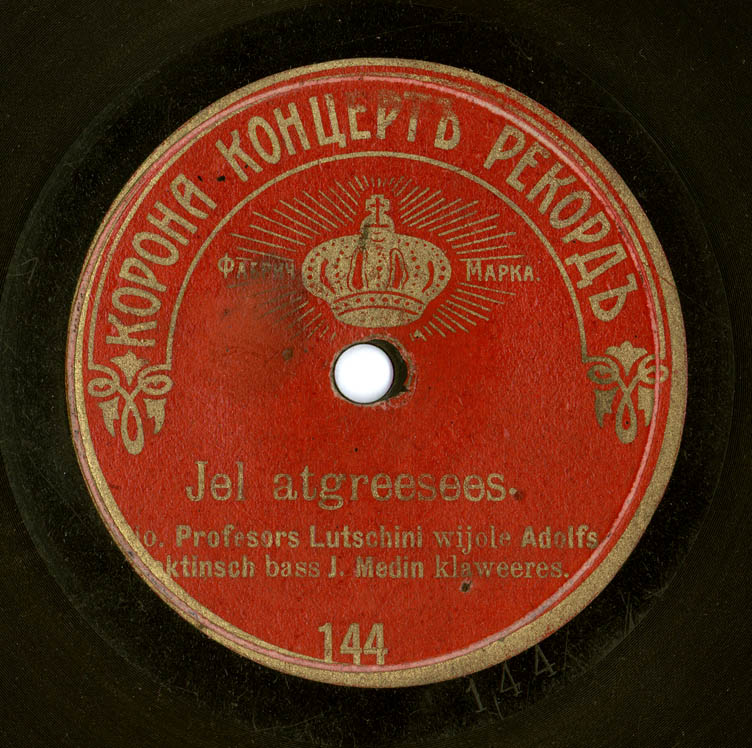 КОРОНА КОНЦЕРТЪ РЕКОРДЪ
ФАБРИЧ. МАРКА.
Jel atgreesees.
Profesors Lutschini wijole Adolfs
bass J. Medin klaweeres.
144
144